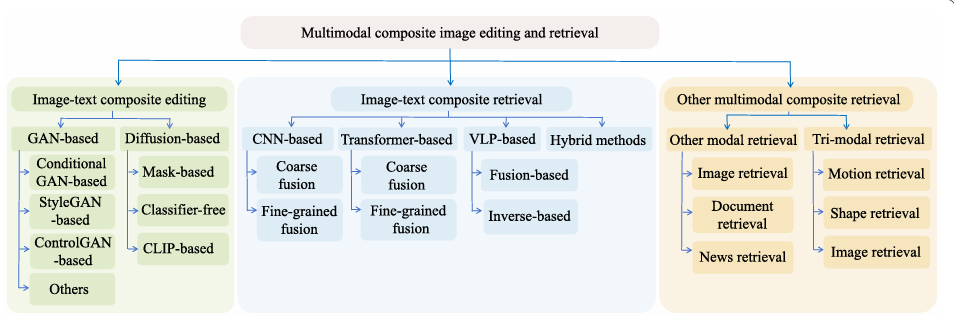 Multimodal composite image editing and retrieval
Image-text composite editing
GAN-based
Diffusion-based
Conditional
GAN-based
StyleGAN
-based
ControlGAN
-based
Others
Mask-based
Classifier-free
CLIP-based
Image-text composite retrieval
CNN-based
Transformer-based
VLP-based
Hybrid methods
Coarse
fusion
Fine-grained
fusion
Coarse
fusion
Fine-grained
fusion
Fusion-based
Inverse-based
Other multimodal composite retrieval
Other modal retrieval
Tri-modal retrieval
Image retrieval
Document
retrieval
News retrieval
Motion retrieval
Shape retrieval
Image retrieval